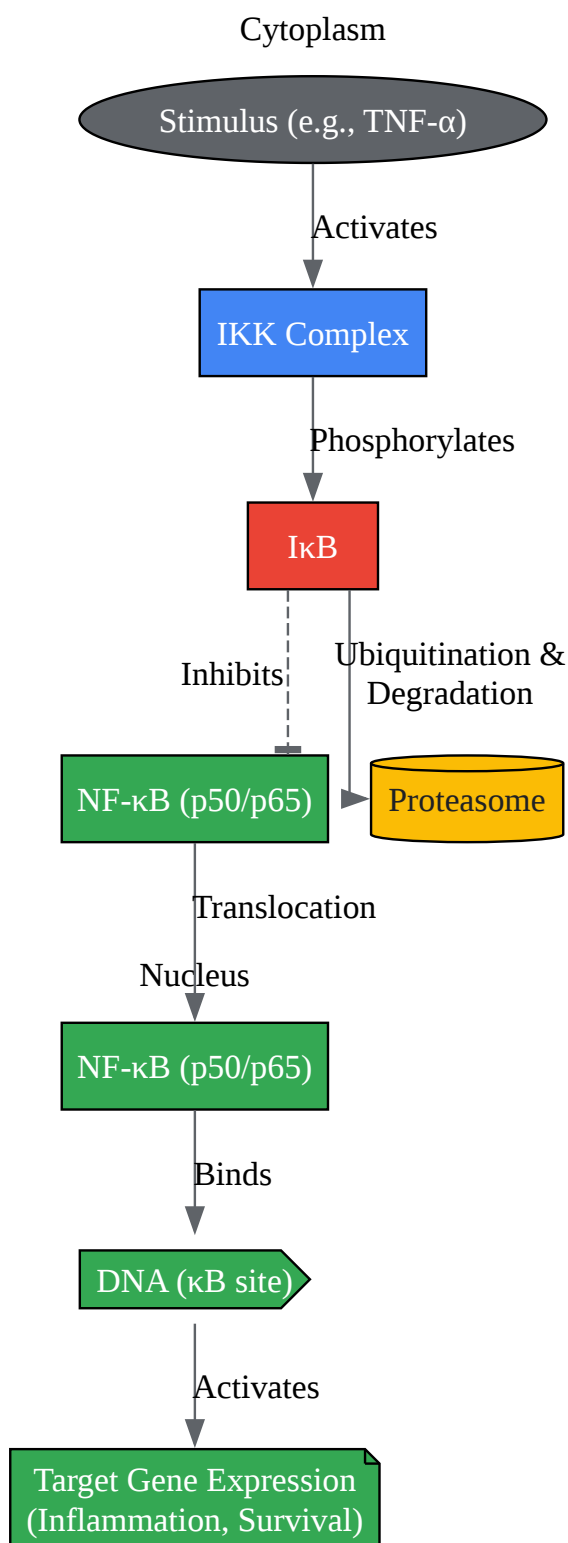 Cytoplasm
Stimulus (e.g., TNF-α)
Activates
IKK Complex
Phosphorylates
IκB
Ubiquitination &
Degradation
Inhibits
NF-κB (p50/p65)
Proteasome
Translocation
Nucleus
NF-κB (p50/p65)
Binds
DNA (κB site)
Activates
Target Gene Expression
(Inflammation, Survival)